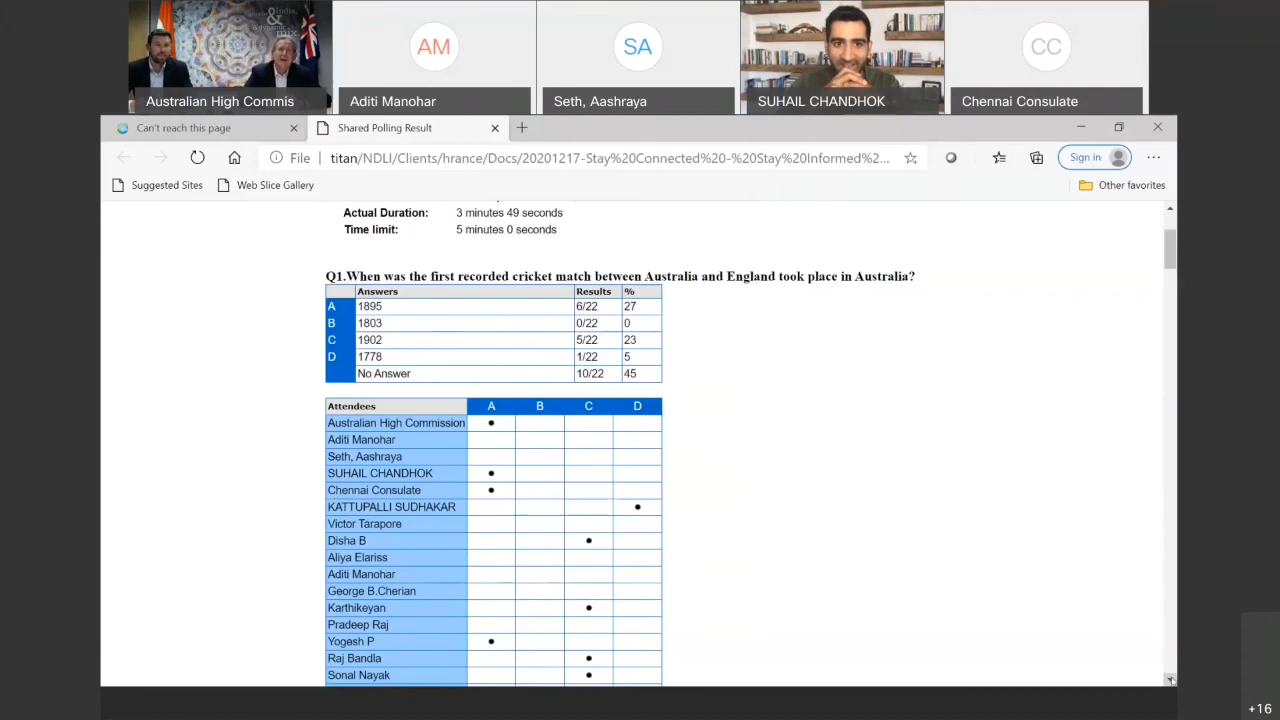 India,
&
dynamic
mix
AM
SA
CC
Australian High Commis
Aditi Manohar
Seth, Aashraya
SUHAIL CHANDHOK
Chennai Consulate
Can't reach this page
Shared Polling Result
File titan/NDLI/Clients/hrance/Docs/20201217-Stay%20Connected%20-%20Stay%20Informed%2...
Sign in
Suggested Sites
Web Slice Gallery
Other favorites
Actual Duration: 3 minutes 49 seconds
Time limit: 5 minutes 0 seconds
Q1.When was the first recorded cricket match between Australia and England took place in Australia?
Answers Results %
A 1895 6/22 27
B 1803 0/22 0
C 1902 5/22 23
D 1778 1/22 5
No Answer 10/22 45
Attendees A B C D
Australian High Commission
Aditi Manohar
Seth, Aashraya
SUHAIL CHANDHOK
Chennai Consulate
KATTUPALLI SUDHAKAR
Victor Tarapore
Disha B
Aliya Elariss
Aditi Manohar
George B.Cherian
Karthikeyan
Pradeep Raj
Yogesh P
Raj Bandla
Sonal Nayak
+16